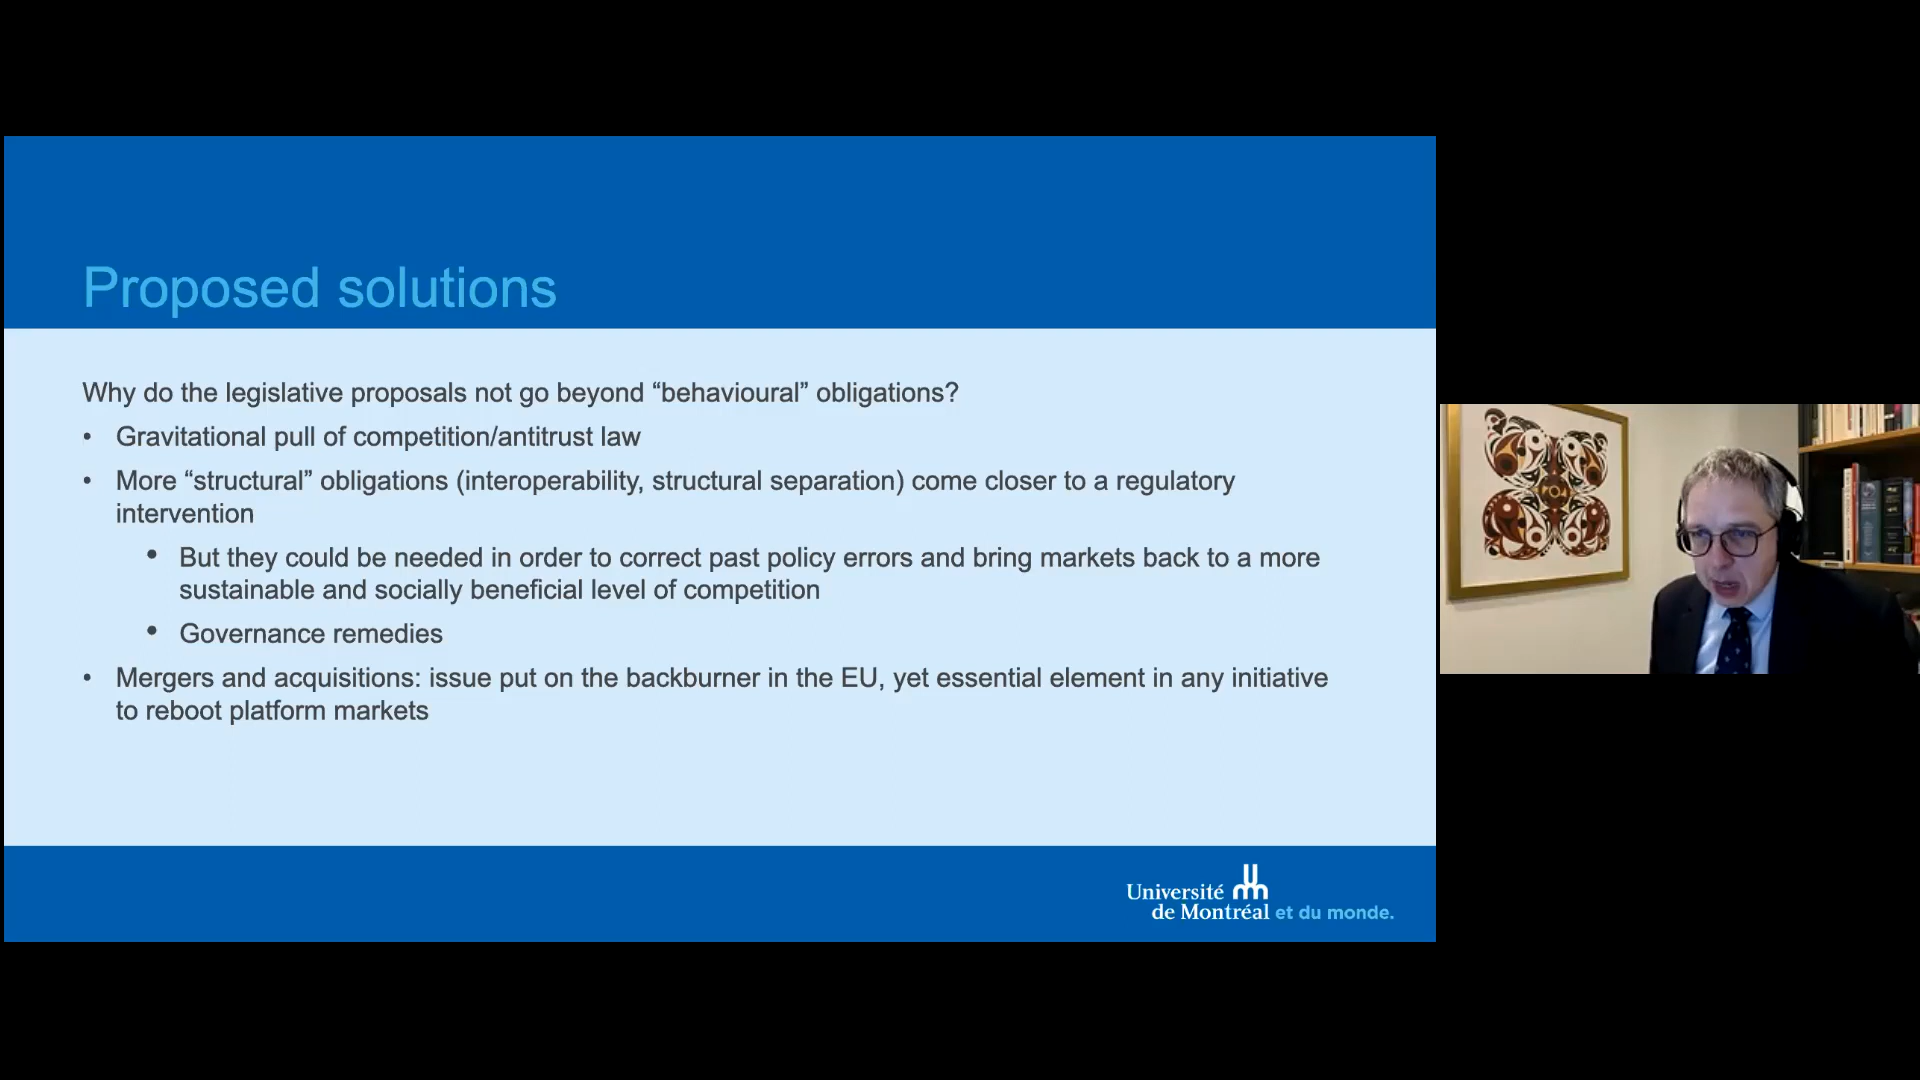 Proposed solutions
Why do the legislative proposals not go beyond “behavioural” obligations?
• Gravitational pull of competition/antitrust law
• More “structural” obligations (interoperability, structural separation) come closer to a regulatory
intervention
• But they could be needed in order to correct past policy errors and bring markets back to a more
sustainable and socially beneficial level of competition
• Governance remedies
• Mergers and acquisitions: issue put on the backburner in the EU, yet essential element in any initiative
to reboot platform markets
Université
de Montréal et du monde.